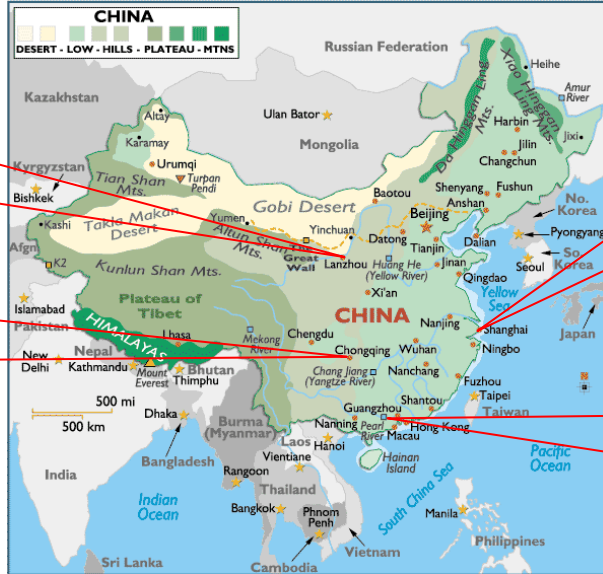 CHINA
DESERT - LOW - HILLS - PLATEAU - MTNS
Russian Federation
Heihe
Amur
River
Kazakhstan
Altay
Ulan Bator
Da Hinggan Ling
Mts.
Xiao Hinggan
Ling Mts.
Karamay
Mongolia
Harbin
Jixi
Jilin
Urumqi
Changchun
Kyrgyzstan
Turpan
Pendi
Tian Shan
Mts.
Bishkek
Baotou
Shenyang
Fushun
Anshan
Gobi Desert
Yumen
Beijing
No.
Korea
Kashi
Takla Makan
Desert
Yinchuan
Datong
Tianjin
Dalian
Pyongyang
Altun Shan
Mts.
The
Great
Wall
Afgn
K2
Lanzhou
Huang He
(Yellow River)
Jinan
Seoul
So.
Korea
Kunlun Shan Mts.
Qingdao
Yellow
Sea
Xi'an
Plateau of
Tibet
Islamabad
CHINA
Nanjing
Shanghai
Japan
Pakistan
HIMALAYAS
Lhasa
Mekong
River
Chengdu
Chongqing
Wuhan
Ningbo
New
Delhi
Nepal
Kathmandu
Mount
Everest
Bhutan
Thimphu
Chang Jiang
(Yangtze River)
Nanchang
Fuzhou
Taipei
500 mi
500 km
Dhaka
Burma
(Myanmar)
Guangzhou
Shantou
Taiwan
Nanning
Pearl
River
Hong Kong
Macau
Laos
Hanoi
Bangladesh
Vientiane
Hainan
Island
Pacific
Ocean
India
Rangoon
Thailand
South China Sea
Indian
Ocean
Bangkok
Phnom
Penh
Manila
Vietnam
Philippines
Sri Lanka
Cambodia